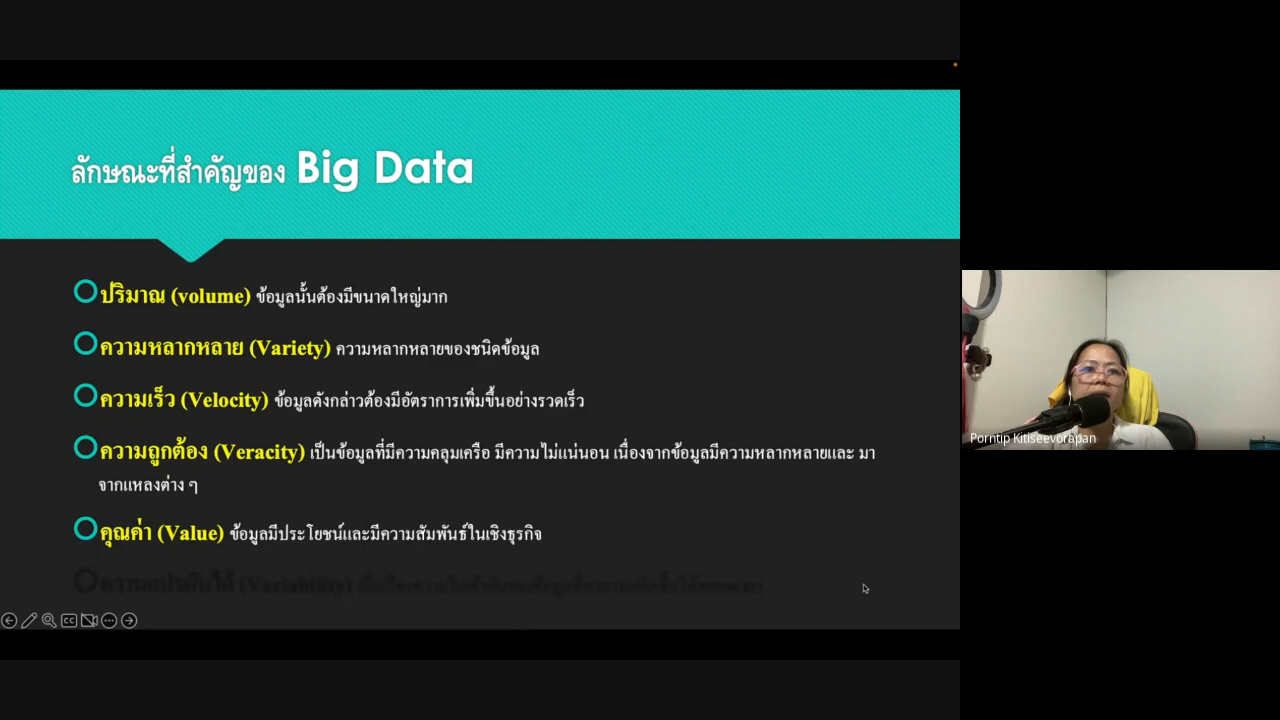 ลักษณะที่สำคัญของ Big Data
ปริมาณ (volume) ข้อมูลนั้นต้องมีขนาดใหญ่มาก
ความหลากหลาย (Variety) ความหลากหลายของชนิดข้อมูล
ความเร็ว (Velocity) ข้อมูลดังกล่าวต้องมีอัตราการเพิ่มขึ้นอย่างรวดเร็ว
ความถูกต้อง (Veracity) เป็นข้อมูลที่มีความคลุมเครือ มีความไม่แน่นอน เนื่องจากข้อมูลมีความหลากหลายและ มา
จากแหลงต่าง ๆ
คุณค่า (Value) ข้อมูลมีประโยชน์และมีความสัมพันธ์ในเชิงธุรกิจ
(Variability)
CC
Porntip Kitiseevorapan